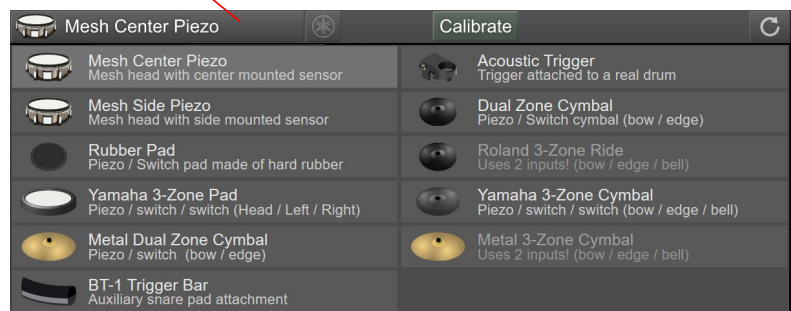 Mesh Center Piezo
Calibrate
Mesh Center Piezo
Mesh head with center mounted sensor
Acoustic Trigger
Trigger attached to a real drum
Mesh Side Piezo
Mesh head with side mounted sensor
Dual Zone Cymbal
Piezo / Switch cymbal (bow / edge)
Rubber Pad
Piezo / Switch pad made of hard rubber
Roland 3-Zone Ride
Uses 2 inputs! (bow / edge / bell)
Yamaha 3-Zone Pad
Piezo / switch / switch (Head / Left / Right)
Yamaha 3-Zone Cymbal
Piezo / switch / switch (bow / edge / bell)
Metal Dual Zone Cymbal
Piezo / switch  (bow / edge)
Metal 3-Zone Cymbal
Uses 2 inputs! (bow / edge / bell)
BT-1 Trigger Bar
Auxiliary snare pad attachment